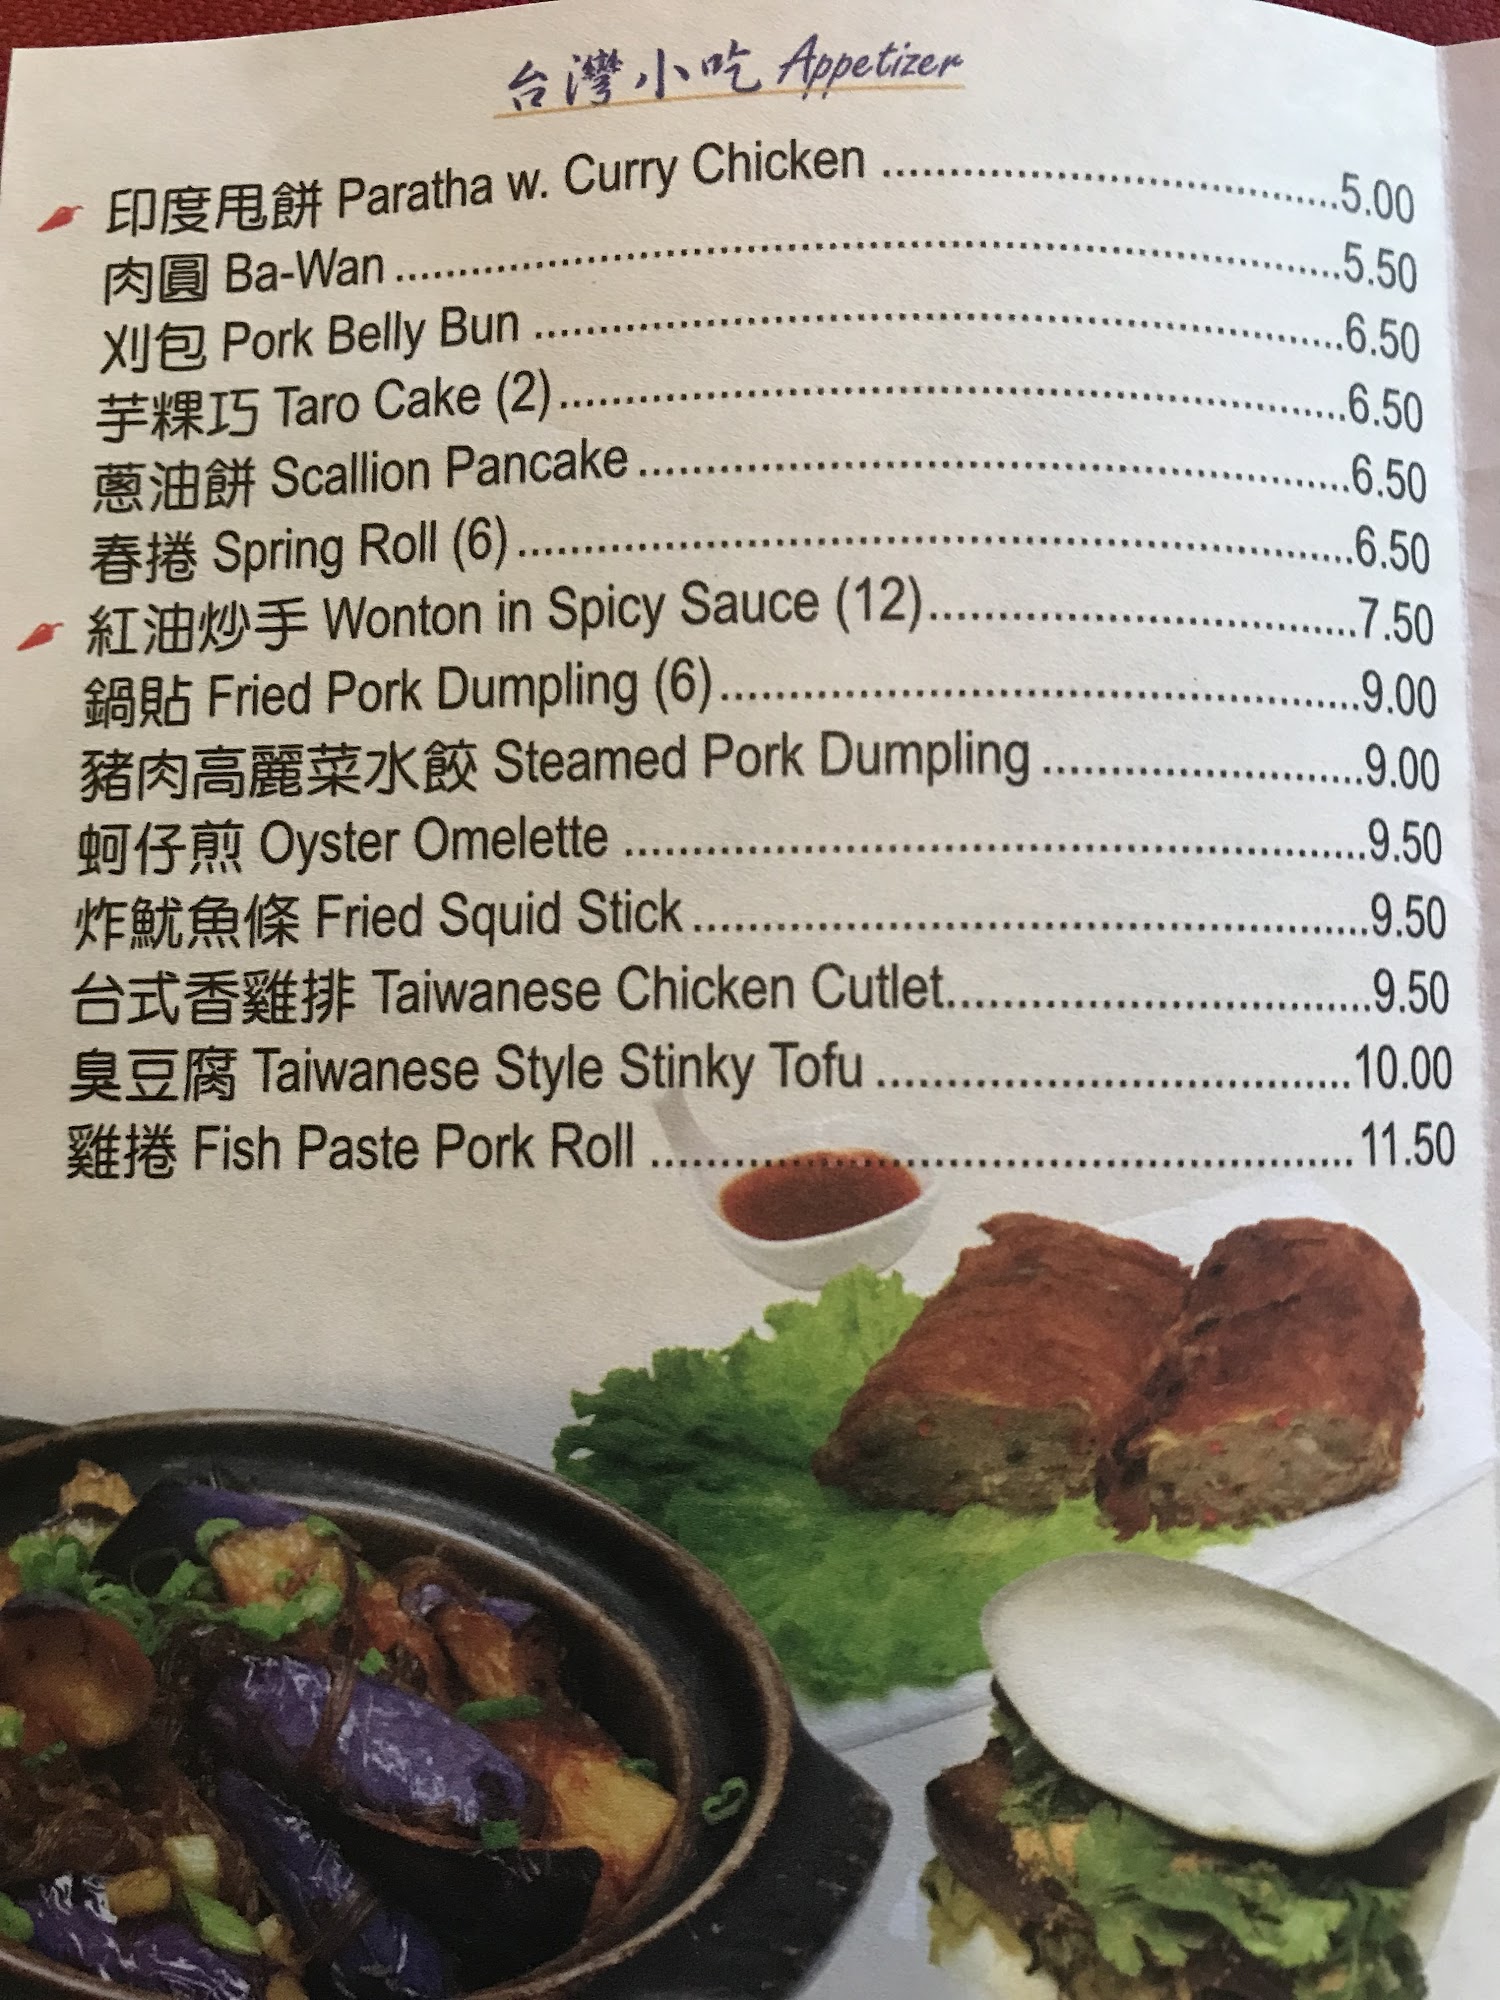 台灣小吃 Appetizer
印度甩餅 Paratha w. Curry Chicken ........................................5.00
肉圓 Ba-Wan ........................................5.50
刈包 Pork Belly Bun ........................................6.50
芋粿巧 Taro Cake (2) ........................................6.50
蔥油餅 Scallion Pancake ........................................6.50
春捲 Spring Roll (6) ........................................6.50
紅油炒手 Wonton in Spicy Sauce (12) ........................................7.50
鍋貼 Fried Pork Dumpling (6) ........................................9.00
豬肉高麗菜水餃 Steamed Pork Dumpling ........................................9.00
蚵仔煎 Oyster Omelette ........................................9.50
炸魷魚條 Fried Squid Stick ........................................9.50
台式香雞排 Taiwanese Chicken Cutlet ........................................9.50
臭豆腐 Taiwanese Style Stinky Tofu ........................................10.00
雞捲 Fish Paste Pork Roll ........................................11.50